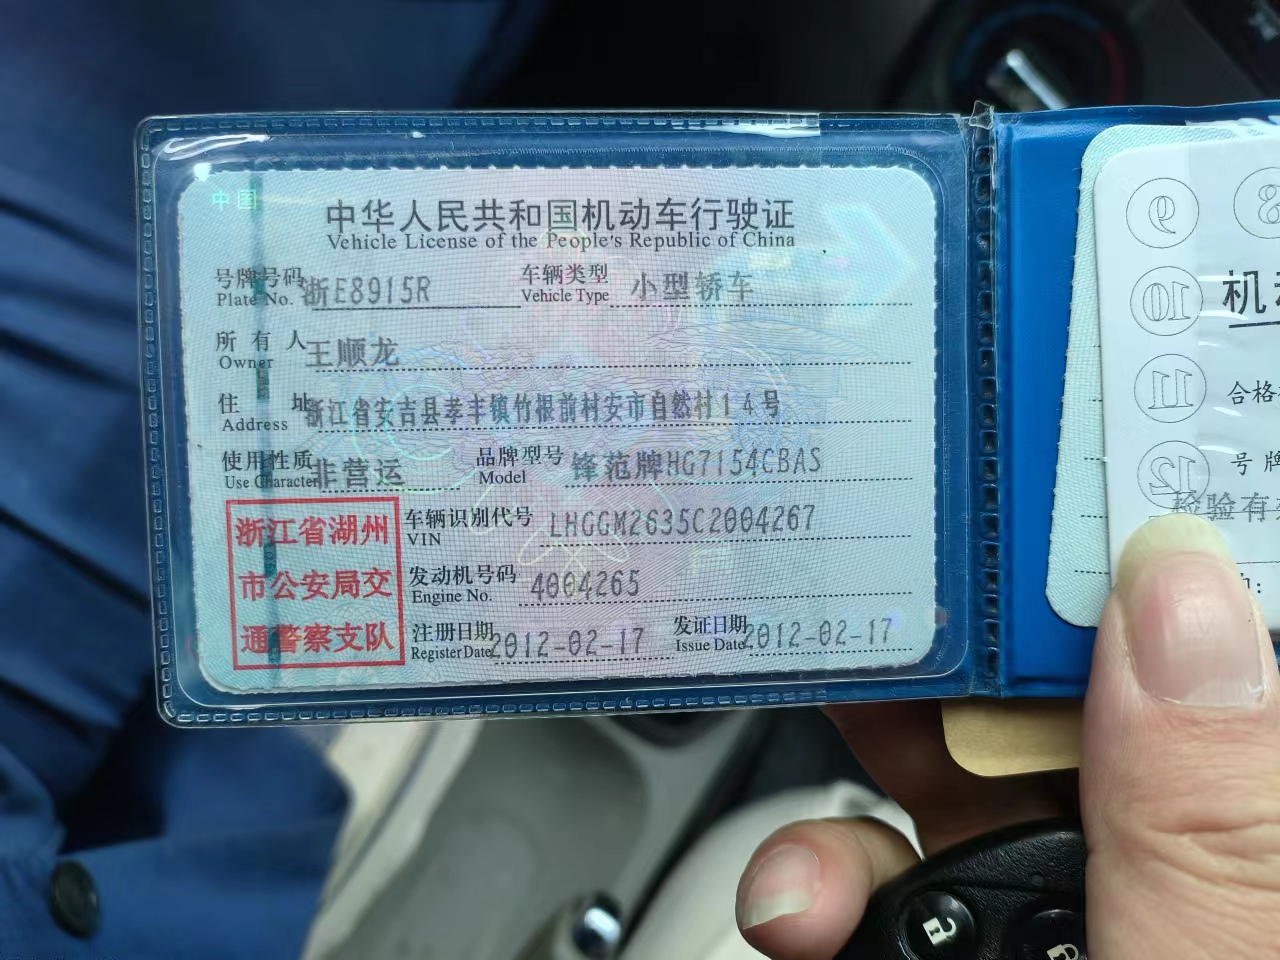 中国
中华人民共和国机动车行驶证
Vehicle License of the People's Republic of China
号牌号码 浙E8915R 车辆类型 小型轿车
Plate No. Vehicle Type
所有人 王顺龙
Owner
住址 浙江省安吉县孝丰镇竹根前村安市自然村14号
Address
使用性质 非营运 品牌型号 锋范牌HG7154CBAS
Use Character Model
浙江省湖州
市公安局交
通警察支队
车辆识别代号 LHGGM2635C2004267
VIN
发动机号码 4004265
Engine No.
注册日期 2012-02-17 发证日期 2012-02-17
Register Date Issue Date
9
8
10
11
12
机
合格
号牌
检验有